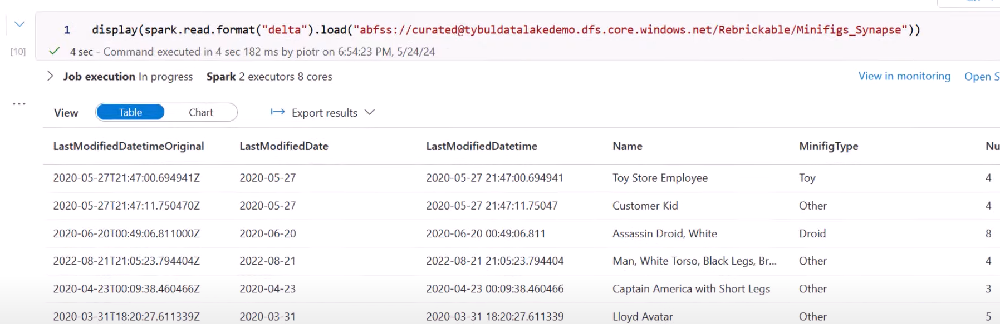 1 display(spark.read.format("delta").load("abfss://curated@tybuldatalakedemo.dfs.core.windows.net/Rebrickable/Minifigs_Synapse"))
[10] 4 sec - Command executed in 4 sec 182 ms by piotr on 6:54:23 PM, 5/24/24
Job execution In progress Spark 2 executors 8 cores View in monitoring Open S
...
View Table Chart Export results
LastModifiedDatetimeOriginal LastModifiedDate LastModifiedDatetime Name MinifigType Nu
2020-05-27T21:47:00.694941Z 2020-05-27 2020-05-27 21:47:00.694941 Toy Store Employee Toy 4
2020-05-27T21:47:11.750470Z 2020-05-27 2020-05-27 21:47:11.75047 Customer Kid Other 4
2020-06-20T00:49:06.811000Z 2020-06-20 2020-06-20 00:49:06.811 Assassin Droid, White Droid 8
2022-08-21T21:05:23.794404Z 2022-08-21 2022-08-21 21:05:23.794404 Man, White Torso, Black Legs, Br... Other 4
2020-04-23T00:09:38.460466Z 2020-04-23 2020-04-23 00:09:38.460466 Captain America with Short Legs Other 3
2020-03-31T18:20:27.611339Z 2020-03-31 2020-03-31 18:20:27.611339 Lloyd Avatar Other 5